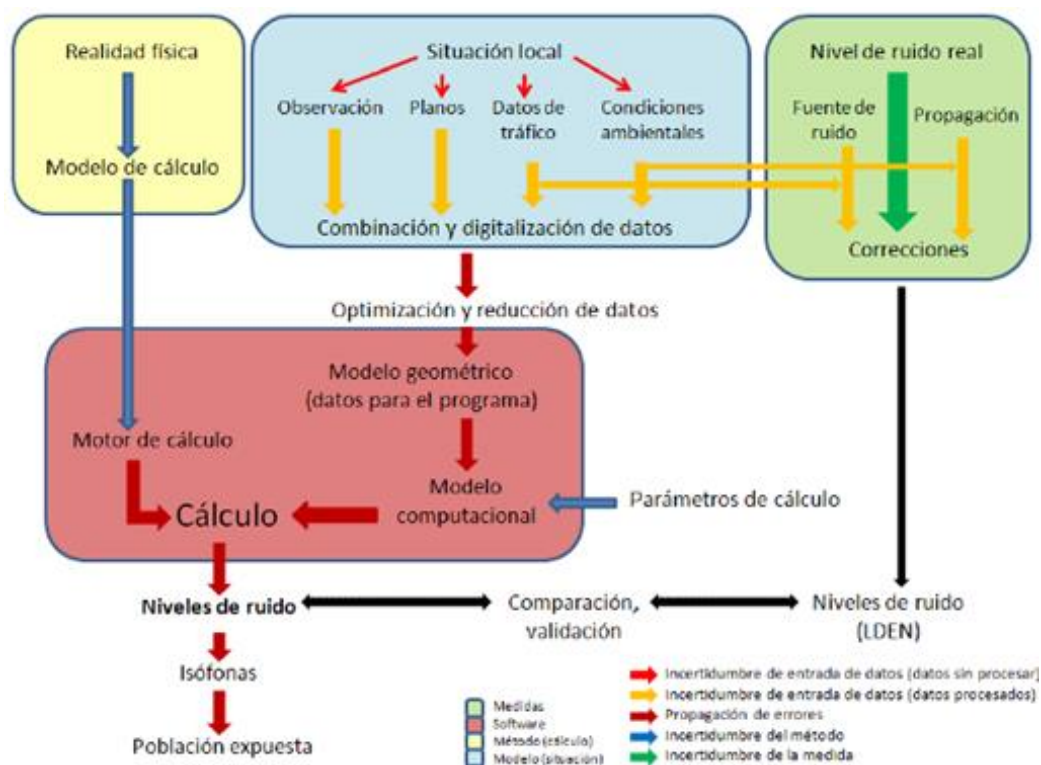 Realidad física
Modelo de cálculo
Situación local
Observación
Planos
Datos de
tráfico
Condiciones
ambientales
Combinación y digitalización de datos
Nivel de ruido real
Fuente de
ruido
Propagación
Correcciones
Optimización y reducción de datos
Modelo geométrico
(datos para el programa)
Motor de cálculo
Cálculo
Modelo
computacional
Parámetros de cálculo
Niveles de ruido
Comparación,
validación
Niveles de ruido
(LDEN)
Isófonas
Población expuesta
Medidas
Software
Método (cálculo)
Modelo (situación)
Incertidumbre de entrada de datos (datos sin procesar)
Incertidumbre de entrada de datos (datos procesados)
Propagación de errores
Incertidumbre del método
Incertidumbre de la medida